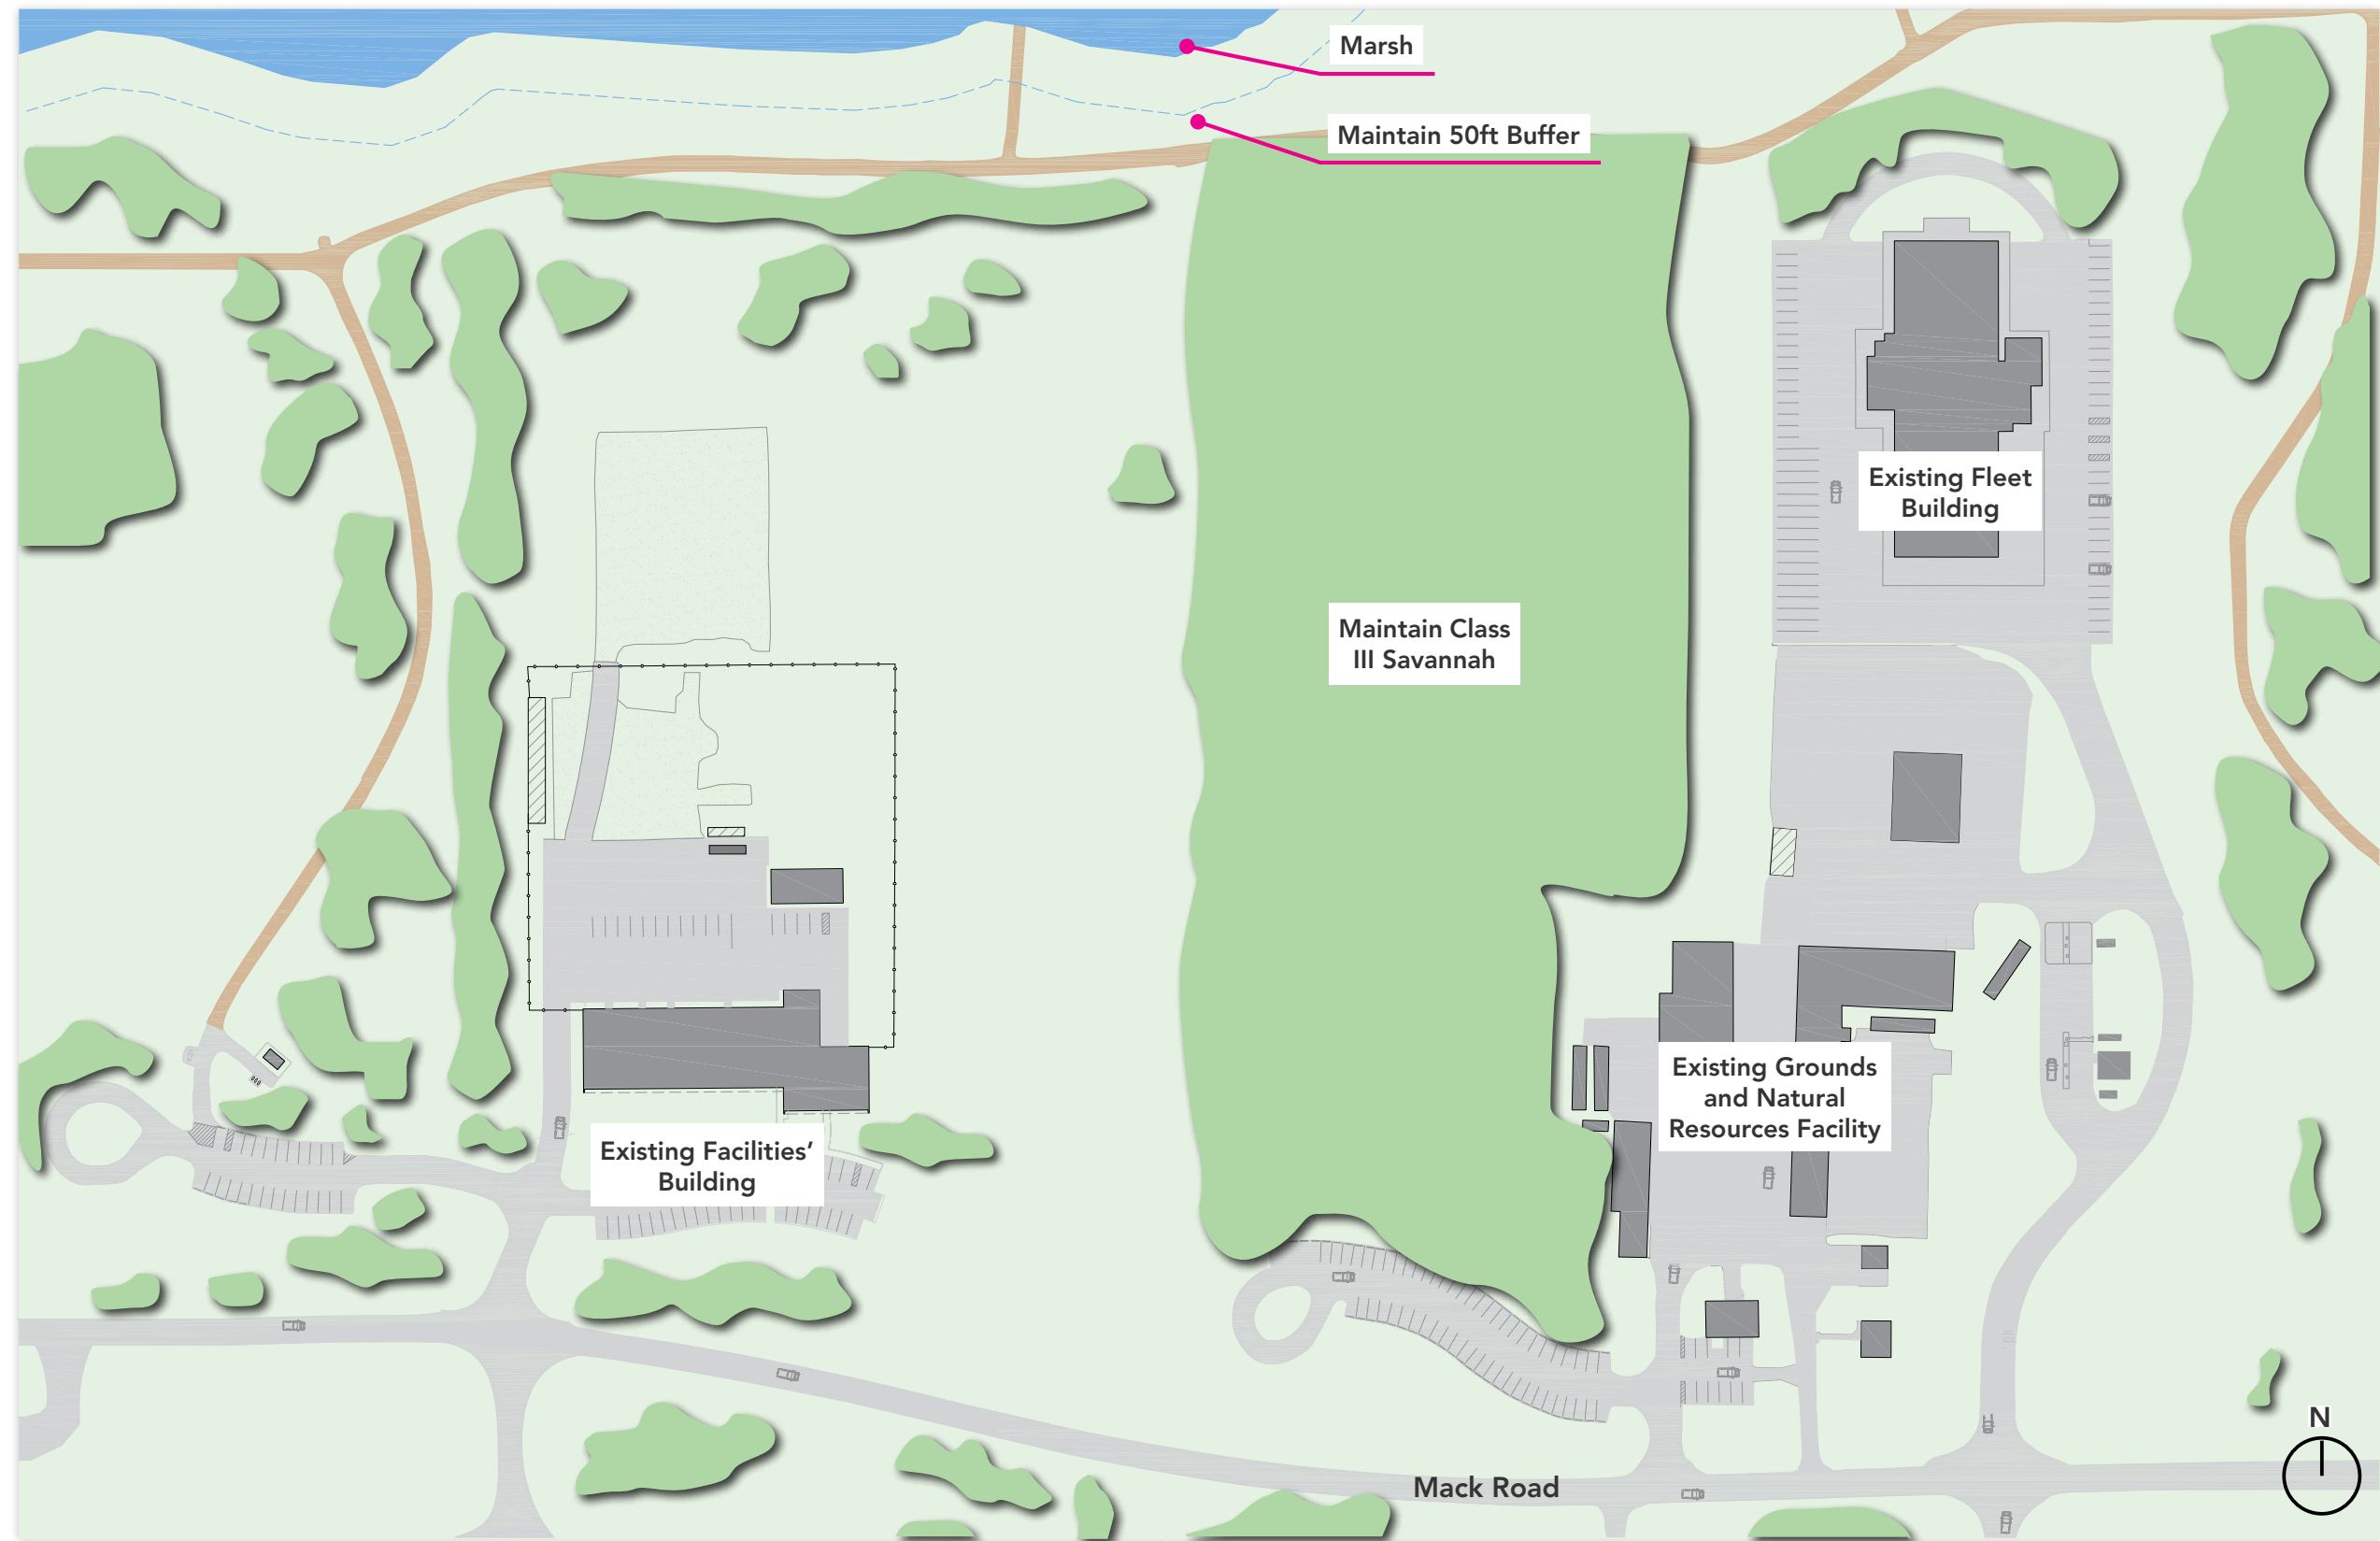 Marsh
Maintain 50ft Buffer
Existing Fleet
Building
Maintain Class
III Savannah
Existing Grounds
and Natural
Resources Facility
Existing Facilities’
Building
N
Mack Road